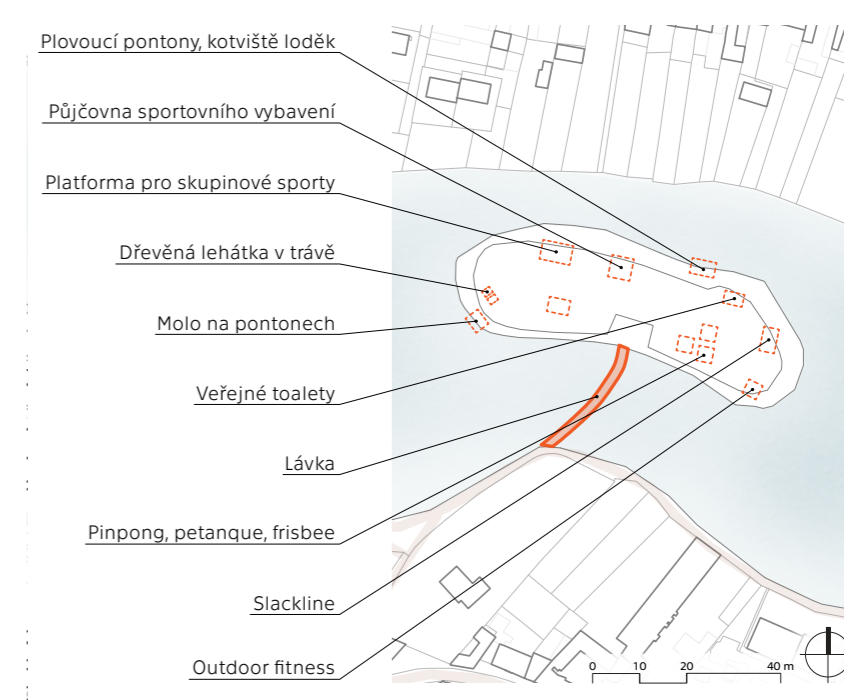 Plovoucí pontony, kotviště loděk
Půjčovna sportovního vybavení
Platforma pro skupinové sporty
Dřevěná lehátka v trávě
Molo na pontonech
Veřejné toalety
Lávka
Pinpong, petanque, frisbee
Slackline
Outdoor fitness
0 10 20 40 m